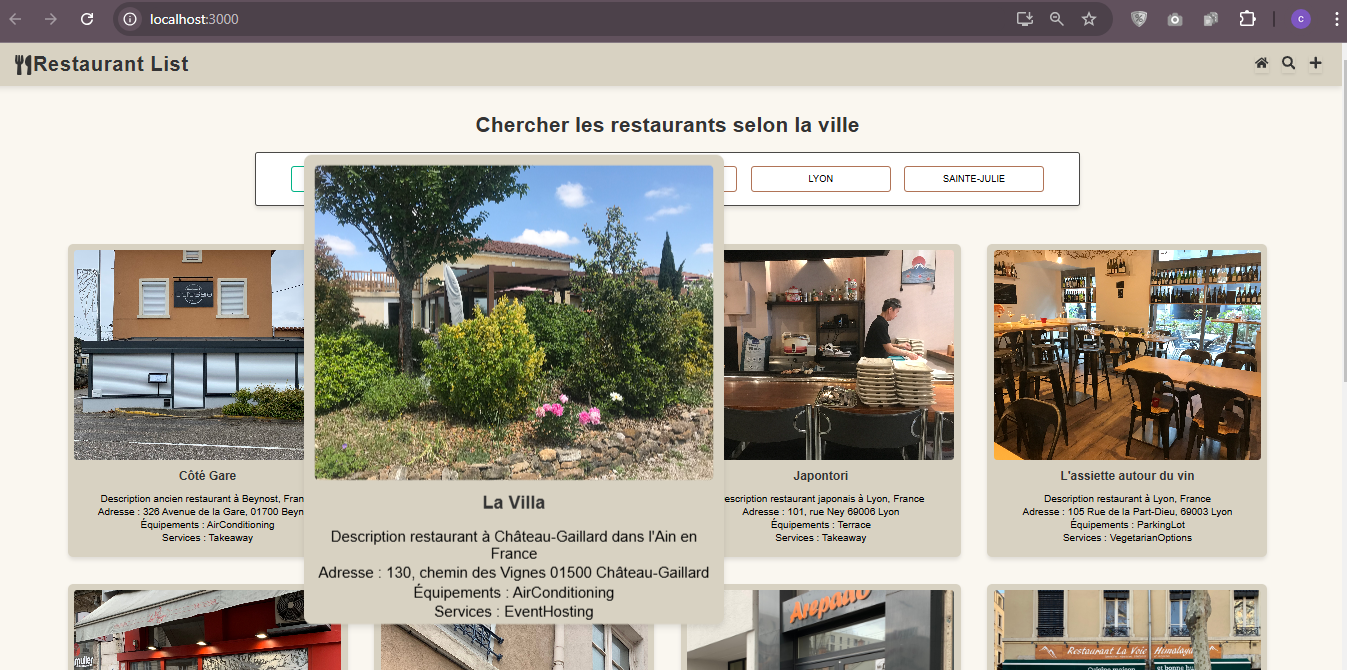 localhost:3000
C
Restaurant List
Chercher les restaurants selon la ville
LYON
SAINTE-JULIE
Côté Gare
Description ancien restaurant à Beynost, Fran
Adresse : 326 Avenue de la Gare, 01700 Beyn
Équipements : AirConditioning
Services : Takeaway
La Villa
Description restaurant à Château-Gaillard dans l'Ain en
France
Adresse : 130, chemin des Vignes 01500 Château-Gaillard
Équipements : AirConditioning
Services : EventHosting
Japontori
escription restaurant japonais à Lyon, France
Adresse : 101, rue Ney 69006 Lyon
Équipements : Terrace
Services : Takeaway
L'assiette autour du vin
Description restaurant à Lyon, France
Adresse : 105 Rue de la Part-Dieu, 69003 Lyon
Équipements : ParkingLot
Services : VegetarianOptions
Restaurant La Voie Himalaya
Cuisine maison
et bonne hu